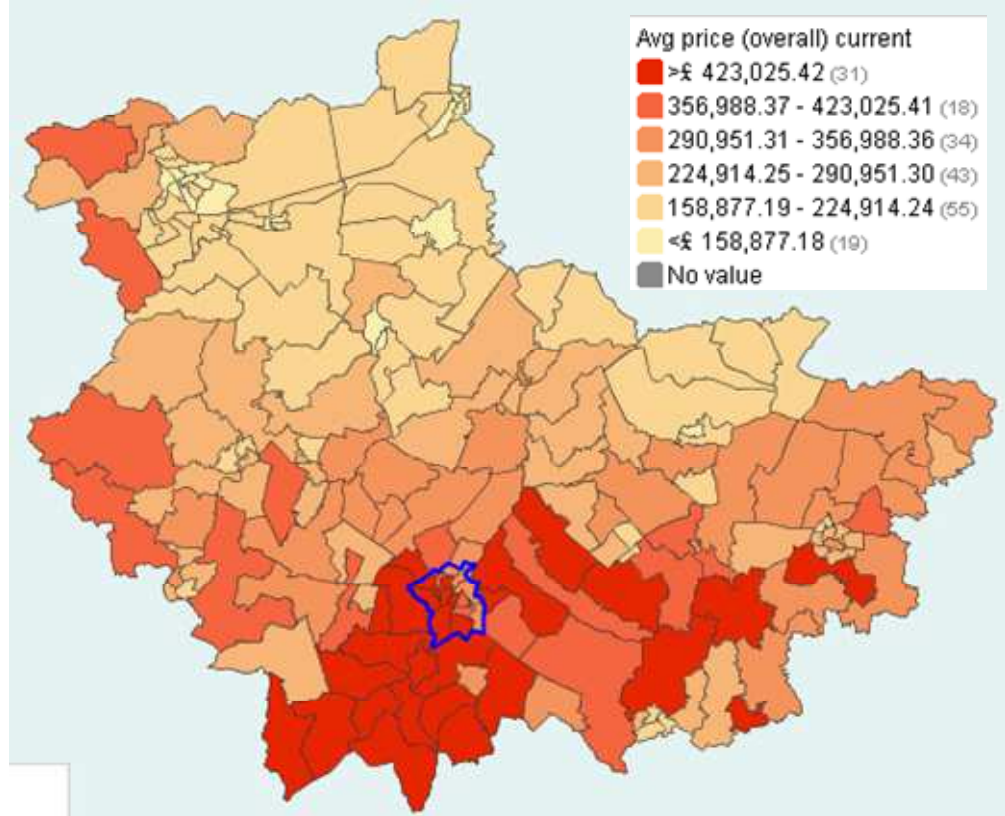 Avg price (overall) current
>£ 423,025.42 (31)
356,988.37 - 423,025.41 (18)
290,951.31 - 356,988.36 (34)
224,914.25 - 290,951.30 (43)
158,877.19 - 224,914.24 (55)
<£ 158,877.18 (19)
No value